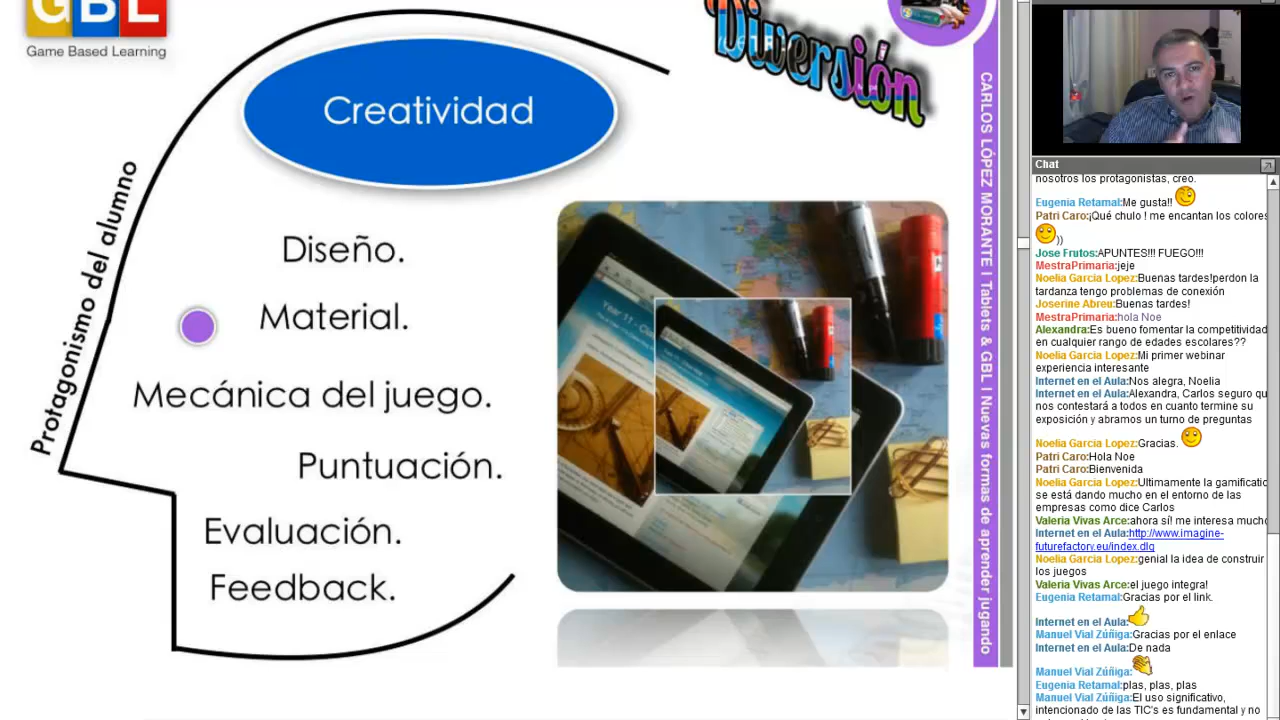 GBL
Game Based Learning
Diversión
Creatividad
Protagonismo del alumno
Diseño.
Material.
Mecánica del juego.
Puntuación.
Evaluación.
Feedback.
Year 11 -
CARLOS LÓPEZ MORANTE I Tablets & GBL I Nuevas formas de aprender jugando
Chat
nosotros los protagonistas, creo.
Eugenia Retamal:Me gusta!!
Patri Caro:¡Qué chulo ! me encantan los colores
))
Jose Frutos:APUNTES!!! FUEGO!!!
MestraPrimaria:jeje
Noelia Garcia Lopez:Buenas tardes!perdon la
tardanza tengo problemas de conexión
Joserine Abreu:Buenas tardes!
MestraPrimaria:hola Noe
Alexandra:Es bueno fomentar la competitividad
en cualquier rango de edades escolares??
Noelia Garcia Lopez:Mi primer webinar
experiencia interesante
Internet en el Aula:Nos alegra, Noelia
Internet en el Aula:Alexandra, Carlos seguro qu
nos contestará a todos en cuanto termine su
exposición y abramos un turno de preguntas
Noelia Garcia Lopez:Gracias.
Patri Caro:Hola Noe
Patri Caro:Bienvenida
Noelia Garcia Lopez:Ultimamente la gamificatio
se está dando mucho en el entorno de las
empresas como dice Carlos
Valeria Vivas Arce:ahora sí! me interesa mucho
Internet en el Aula:http://www.imagine-
futurefactory.eu/index.dlg
Noelia Garcia Lopez:genial la idea de construir
los juegos
Valeria Vivas Arce:el juego integra!
Eugenia Retamal:Gracias por el link.
Internet en el Aula:
Manuel Vial Zúñiga:Gracias por el enlace
Internet en el Aula:De nada
Manuel Vial Zúñiga:
Eugenia Retamal:plas, plas, plas
Manuel Vial Zúñiga:El uso significativo,
intencionado de las TIC's es fundamental y no